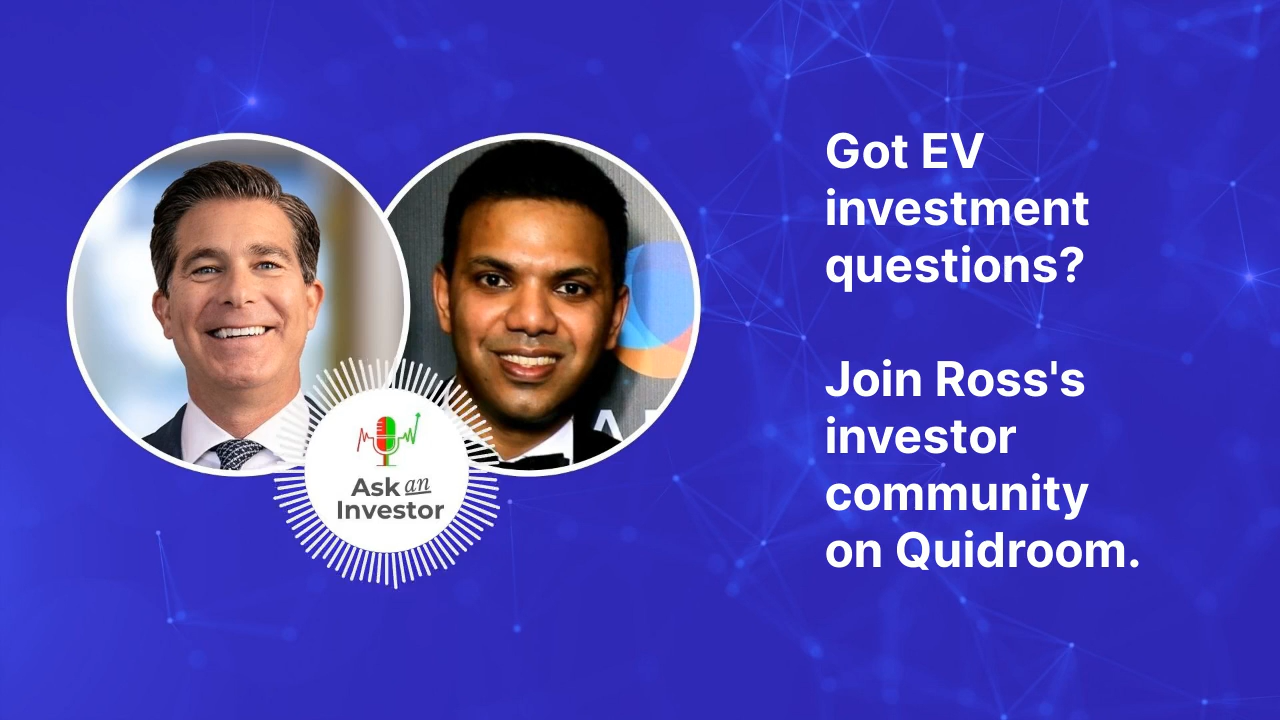 Got EV
investment
questions?
Join Ross's
investor
community
on Quidroom.
Ask an
Investor